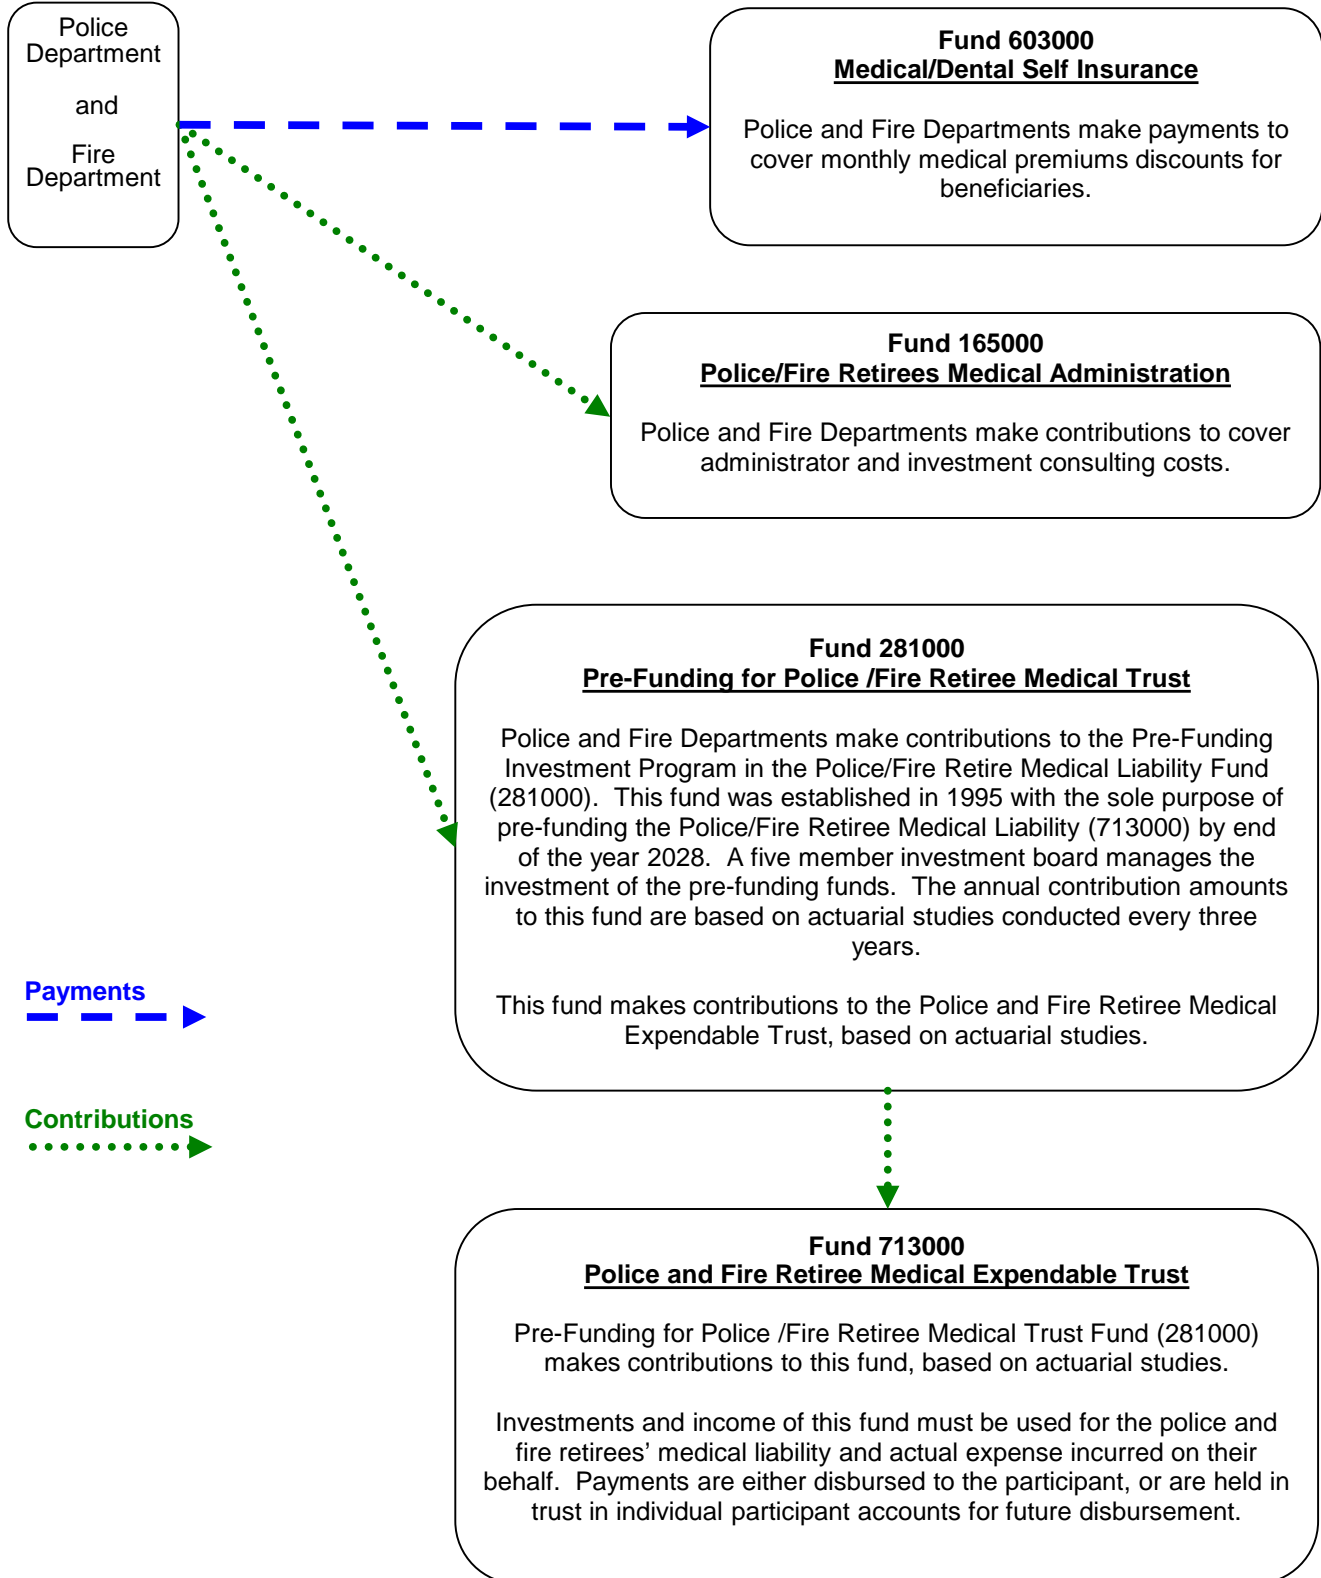 Police
Department
and
Fire
Department
Fund 603000
Medical/Dental Self Insurance
Police and Fire Departments make payments to
cover monthly medical premiums discounts for
beneficiaries.
Fund 165000
Police/Fire Retirees Medical Administration
Police and Fire Departments make contributions to cover
administrator and investment consulting costs.
Fund 281000
Pre-Funding for Police /Fire Retiree Medical Trust
Police and Fire Departments make contributions to the Pre-Funding
Investment Program in the Police/Fire Retire Medical Liability Fund
(281000).  This fund was established in 1995 with the sole purpose of
pre-funding the Police/Fire Retiree Medical Liability (713000) by end
of the year 2028.  A five member investment board manages the
investment of the pre-funding funds.  The annual contribution amounts
to this fund are based on actuarial studies conducted every three
years.
This fund makes contributions to the Police and Fire Retiree Medical
Expendable Trust, based on actuarial studies.
Payments
Contributions
Fund 713000
Police and Fire Retiree Medical Expendable Trust
Pre-Funding for Police /Fire Retiree Medical Trust Fund (281000)
makes contributions to this fund, based on actuarial studies.
Investments and income of this fund must be used for the police and
fire retirees’ medical liability and actual expense incurred on their
behalf.  Payments are either disbursed to the participant, or are held in
trust in individual participant accounts for future disbursement.